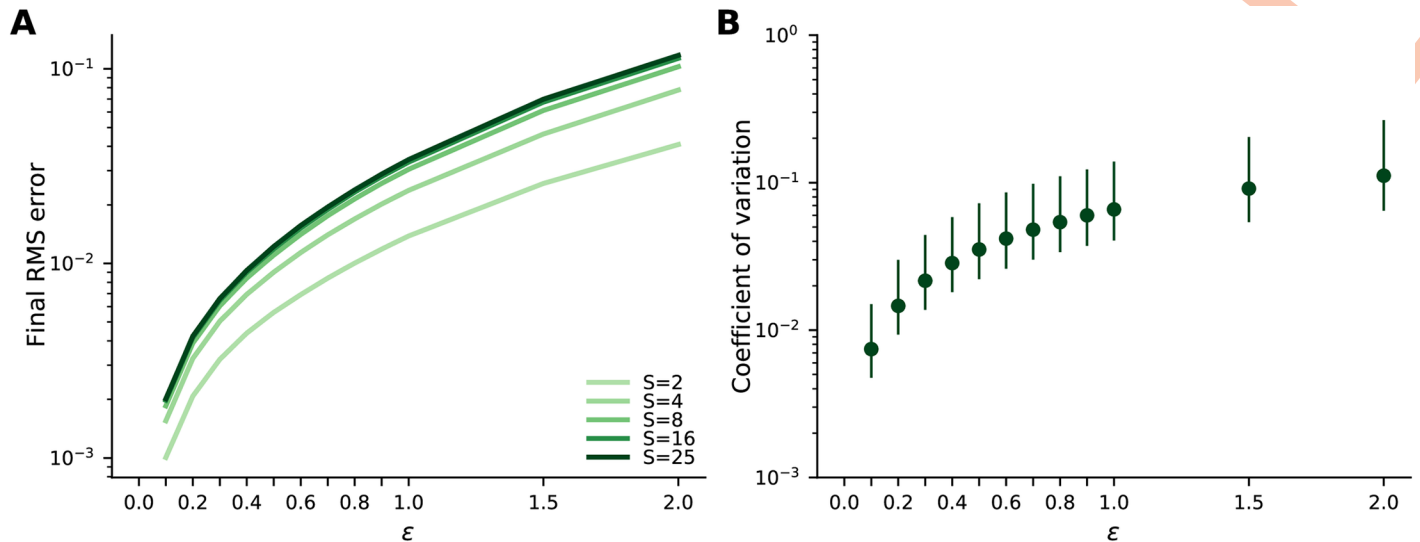 A
Final RMS error
10⁻¹
10⁻²
10⁻³
0.0 0.2 0.4 0.6 0.8 1.0 1.5 2.0
ε
S=2
S=4
S=8
S=16
S=25
B
Coefficient of variation
10⁰
10⁻¹
10⁻²
10⁻³
0.0 0.2 0.4 0.6 0.8 1.0 1.5 2.0
ε